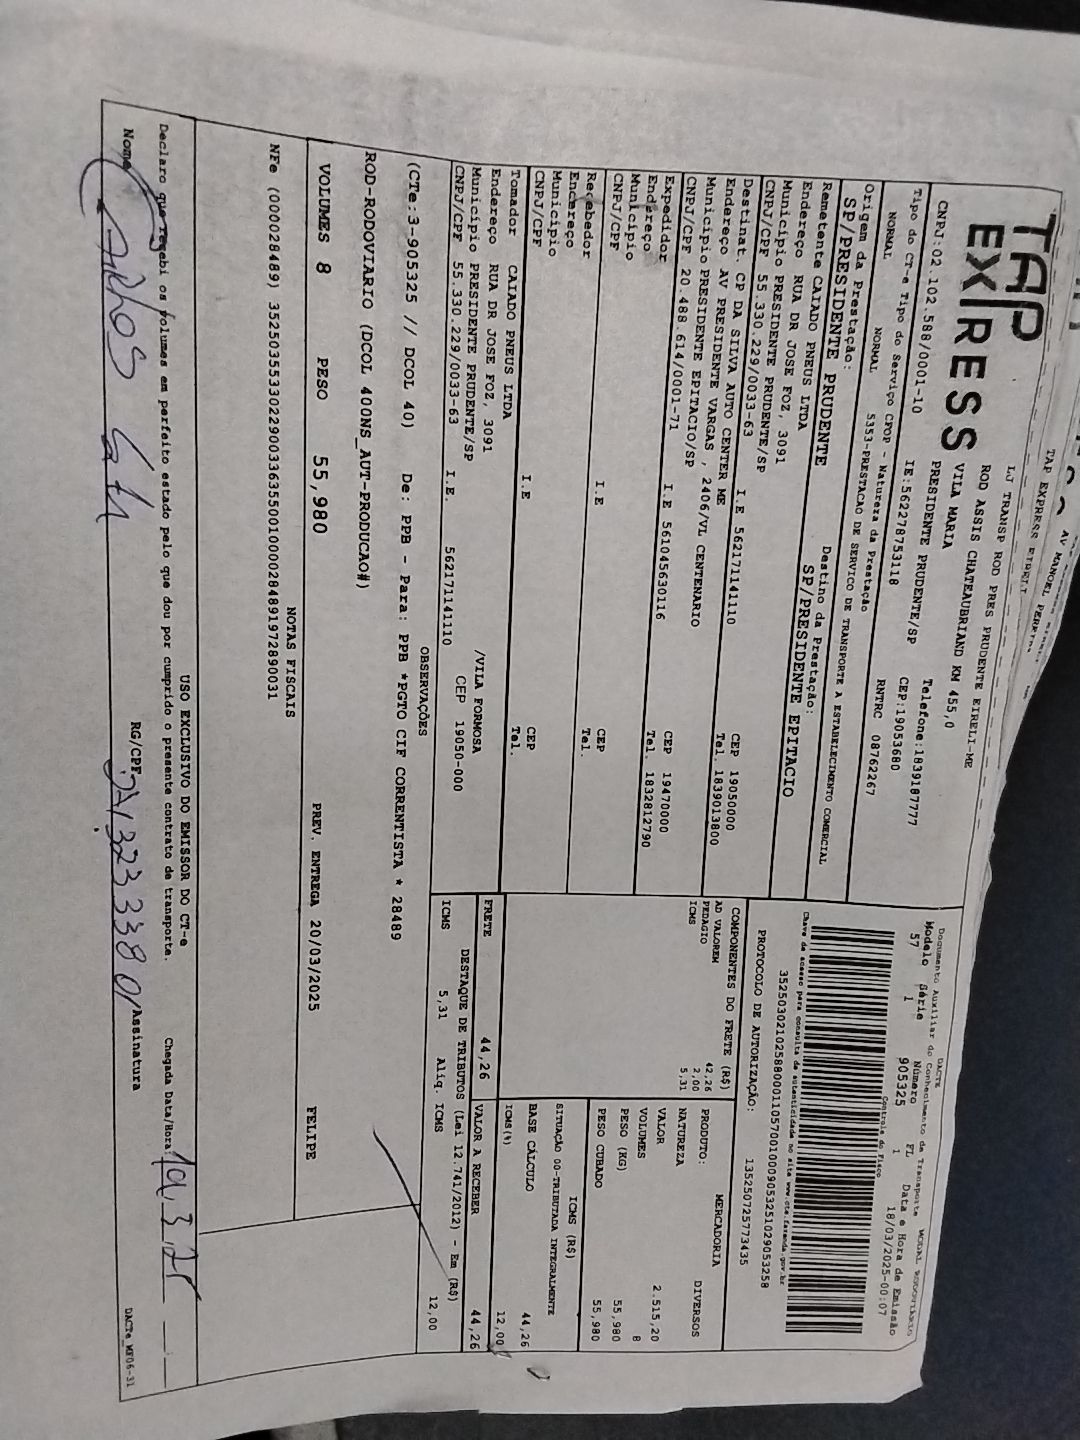 TAP
EXPRESS
TAP EXPRESS EIRELI
AV MANOEL
LJ TRANSP ROD PRES PRUDENTE EIRELI-ME
ROD ASSIS CHATEAUBRIAND KM 455,0
VILA MARIA
PRESIDENTE PRUDENTE/SP
CNPJ:02.102.588/0001-10
IE:562278753118
CEP:19053680
Telefone:1839187777
Tipo do CT-e Tipo do Serviço CFOP - Natureza da Prestação RNTRC 08762267
NORMAL NORMAL 5353-PRESTACAO DE SERVICO DE TRANSPORTE A ESTABELECIMENTO COMERCIAL
Origem da Prestação: Destino da Prestação:
SP/PRESIDENTE PRUDENTE SP/PRESIDENTE EPITACIO
Remetente CAIADO PNEUS LTDA
Endereço RUA DR JOSE FOZ, 3091
Município PRESIDENTE PRUDENTE/SP CEP 19050000
CNPJ/CPF 55.330.229/0033-63 I.E 562171141110 Tel. 1839013800
Destinat. CP DA SILVA AUTO CENTER ME
Endereço AV PRESIDENTE VARGAS , 2406/VL CENTENARIO
Município PRESIDENTE EPITACIO/SP CEP 19470000
CNPJ/CPF 20.488.614/0001-71 I.E 561045630116 Tel. 1832812790
Expedidor
Endereço
Município CEP
CNPJ/CPF I.E Tel.
Recebedor
Endereço
Município CEP
CNPJ/CPF I.E Tel.
Tomador CAIADO PNEUS LTDA
Endereço RUA DR JOSE FOZ, 3091 /VILA FORMOSA
Município PRESIDENTE PRUDENTE/SP CEP 19050-000
CNPJ/CPF 55.330.229/0033-63 I.E. 562171141110
DACTE
Documento Auxiliar do Conhecimento de Transporte MODAL RODOVIÁRIO
Modelo Série Número FL Data e Hora de Emissão
57 1 905325 1 18/03/2025-00:07
Controle do Fisco
Chave de acesso para consulta de autenticidade no site www.cte.fazenda.gov.br
35250302102588000110570010009053251029053258
PROTOCOLO DE AUTORIZAÇÃO: 135250725773435
COMPONENTES DO FRETE (R$)
AD VALOREM 42,26
PEDAGIO 2,00
ICMS 5,31
FRETE 44,26
MERCADORIA
PRODUTO: DIVERSOS
NATUREZA
VALOR 2.515,20
VOLUMES 8
PESO (KG) 55,980
PESO CUBADO 55,980
ICMS (R$)
SITUAÇÃO 00-TRIBUTADA INTEGRALMENTE
BASE CÁLCULO 44,26
ICMS(%) 12,00
VALOR A RECEBER 44,26
DESTAQUE DE TRIBUTOS (Lei 12.741/2012) - Em (R$)
ICMS 5,31 Aliq. ICMS 12,00
OBSERVAÇÕES
(CTe:3-905325 // DCOL 40) De: PPB - Para: PPB *PGTO CIF CORRENTISTA * 28489
ROD-RODOVIARIO (DCOL 400NS_AUT-PRODUCAO#)
VOLUMES 8 PESO 55,980 PREV. ENTREGA 20/03/2025 FELIPE
NOTAS FISCAIS
NFe (000028489) 35250355330229003363550010000284891972890031
USO EXCLUSIVO DO EMISSOR DO CT-e
Declaro que recebi os volumes em perfeito estado pelo que dou por cumprido o presente contrato de transporte. Chegada Data/Hora:
Nome RG/CPF Assinatura
DACTe_MF06-31